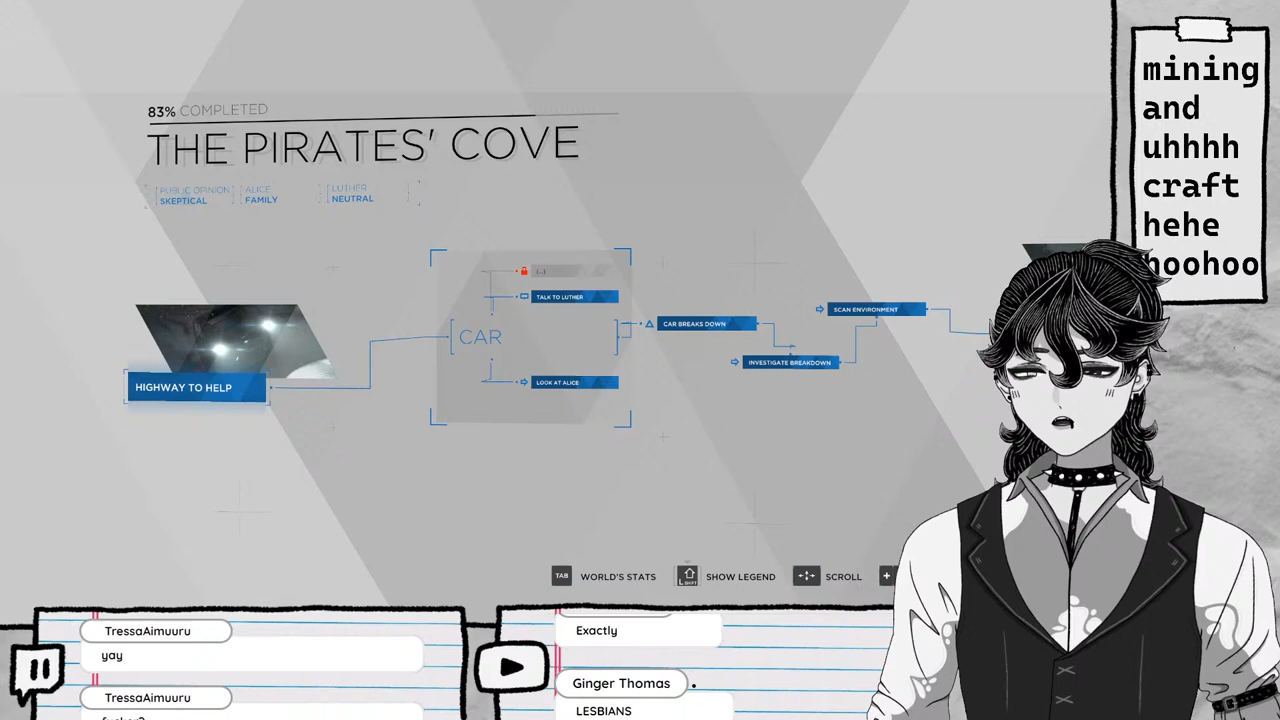 83% COMPLETED
THE PIRATES' COVE
PUBLIC OPINION
SKEPTICAL
ALICE
FAMILY
LUTHER
NEUTRAL
(...)
TALK TO LUTHER
CAR
LOOK AT ALICE
CAR BREAKS DOWN
INVESTIGATE BREAKDOWN
SCAN ENVIRONMENT
HIGHWAY TO HELP
TAB
WORLD'S STATS
L SHIFT
SHOW LEGEND
SCROLL
+
mining
and
uhhhh
craft
hehe
hoohoo
TressaAimuuru
yay
TressaAimuuru
Exactly
Ginger Thomas
LESBIANS